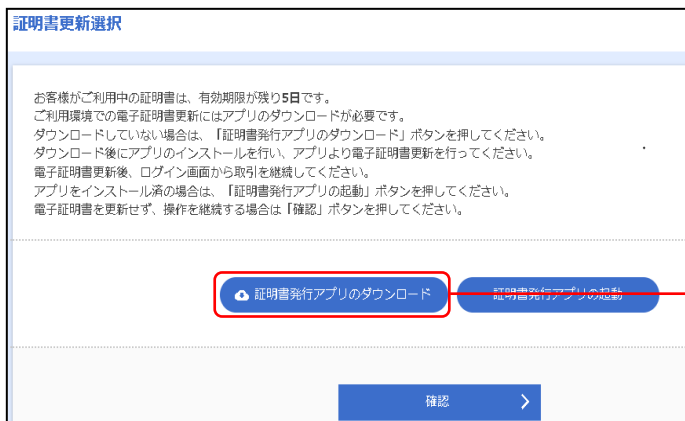 証明書更新選択
お客様がご利用中の証明書は、有効期限が残り5日です。
ご利用環境での電子証明書更新にはアプリのダウンロードが必要です。
ダウンロードしていない場合は、「証明書発行アプリのダウンロード」ボタンを押してください。
ダウンロード後にアプリのインストールを行い、アプリより電子証明書更新を行ってください。
電子証明書更新後、ログイン画面から取引を継続してください。
アプリをインストール済の場合は、「証明書発行アプリの起動」ボタンを押してください。
電子証明書を更新せず、操作を継続する場合は「確認」ボタンを押してください。
証明書発行アプリのダウンロード
証明書発行アプリの起動
確認